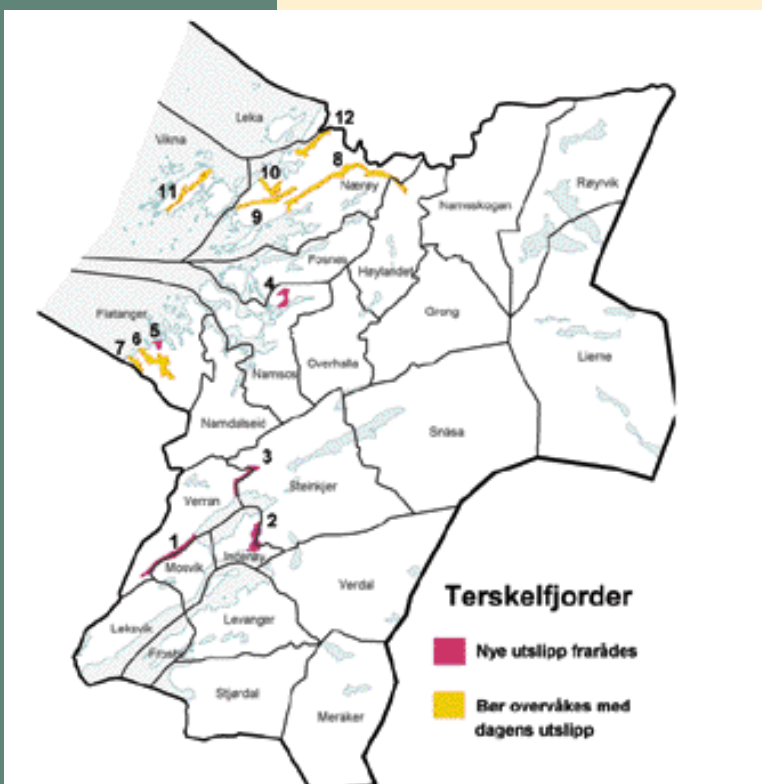 Leka
12
Vikna
8
10
Nærøy
11
Røyrvik
Namsskogan
9
Fosnes
Høylandet
4
Flatanger
Grong
5
6
7
Lierne
Overhalla
Namsos
Namdalseid
Snåsa
3
Steinkjer
Verran
2
1
Inderøy
Mosvik
Verdal
Terskelfjorder
Levanger
Leksvik
Nye utslipp frarådes
Frosta
Stjørdal
Bør overvåkes med
dagens utslipp
Meråker